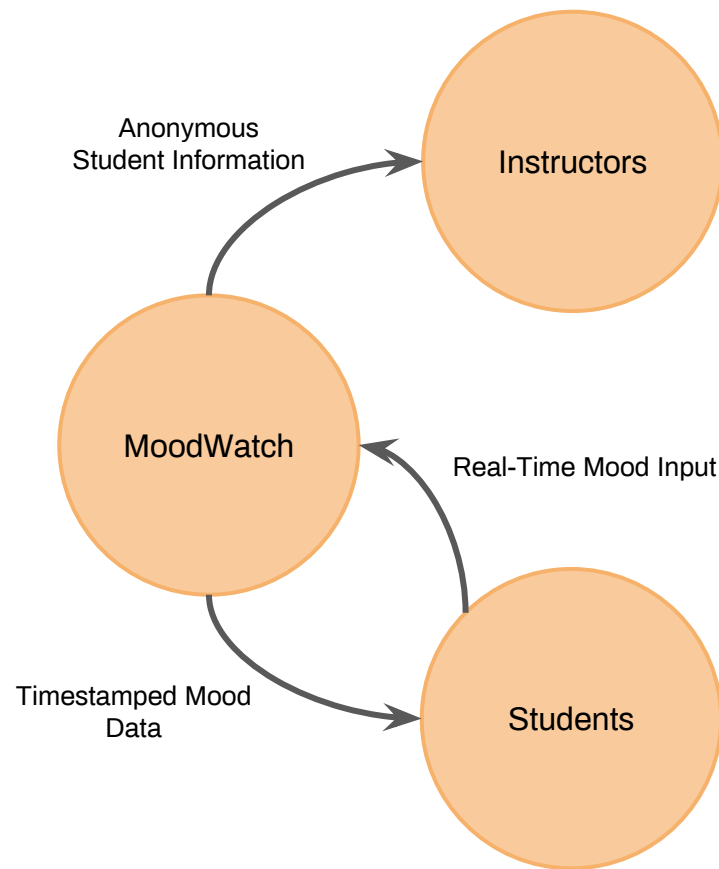 Anonymous
Student Information
Instructors
MoodWatch
Real-Time Mood Input
Timestamped Mood
Data
Students